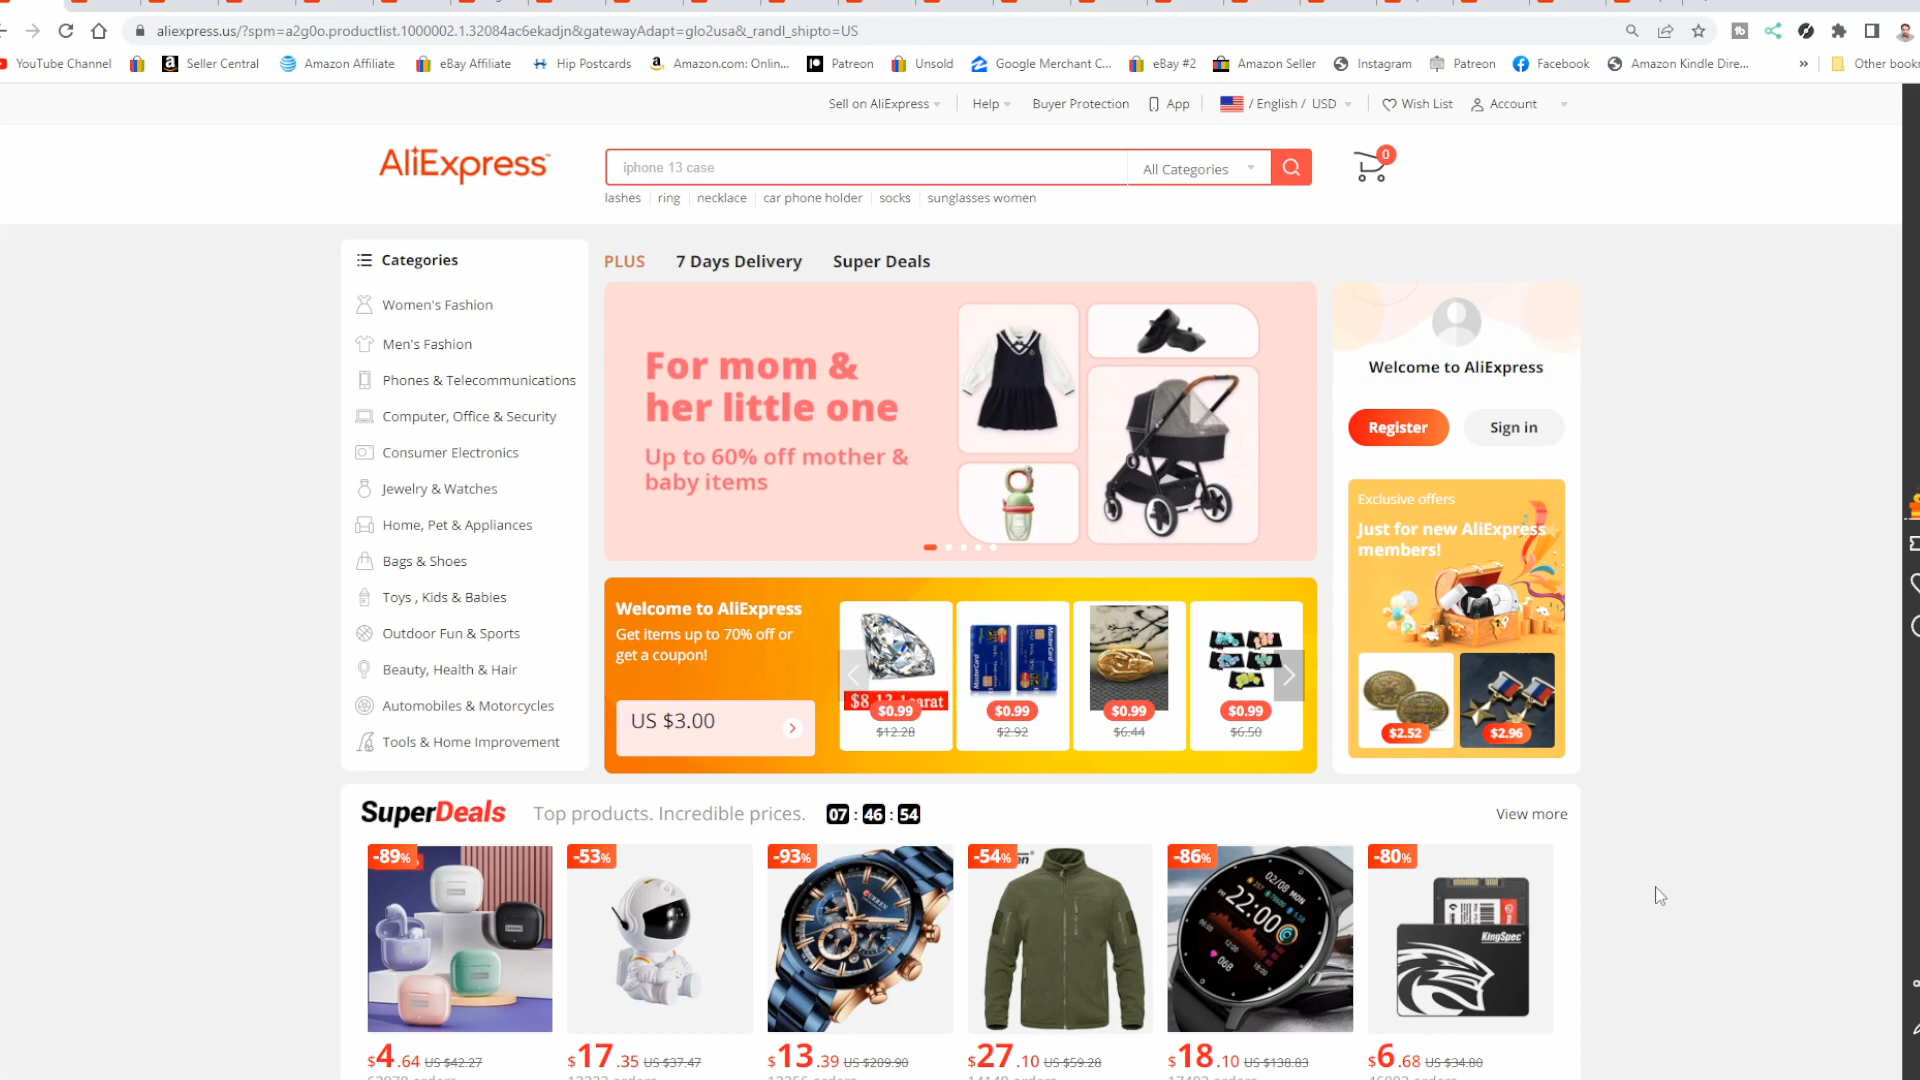 aliexpress.us/?spm=a2g0o.productlist.1000002.1.32084ac6ekadjn&gatewayAdapt=glo2usa&_randl_shipto=US
YouTube Channel Seller Central Amazon Affiliate eBay Affiliate Hip Postcards Amazon.com: Onlin... Patreon Unsold Google Merchant C... eBay #2 Amazon Seller Instagram Patreon Facebook Amazon Kindle Dire... » Other bookn
Sell on AliExpress Help Buyer Protection App / English / USD Wish List Account
AliExpress
iphone 13 case All Categories 0
lashes ring necklace car phone holder socks sunglasses women
Categories
Women's Fashion
Men's Fashion
Phones & Telecommunications
Computer, Office & Security
Consumer Electronics
Jewelry & Watches
Home, Pet & Appliances
Bags & Shoes
Toys , Kids & Babies
Outdoor Fun & Sports
Beauty, Health & Hair
Automobiles & Motorcycles
Tools & Home Improvement
PLUS 7 Days Delivery Super Deals
For mom &
her little one
Up to 60% off mother &
baby items
Welcome to AliExpress
Get items up to 70% off or
get a coupon!
US $3.00
$0.99 $0.99 $0.99 $0.99
$12.28 $2.92 $6.44 $6.50
Welcome to AliExpress
Register Sign in
Exclusive offers
Just for new AliExpress
members!
$2.52 $2.96
SuperDeals Top products. Incredible prices. 07 : 46 : 54 View more
-89% -53% -93% -54% -86% -80%
CURREN
02/08 MON
22:00
KingSpec
$4.64 US $42.27 $17.35 US $37.47 $13.39 US $209.90 $27.10 US $59.28 $18.10 US $138.83 $6.68 US $34.80